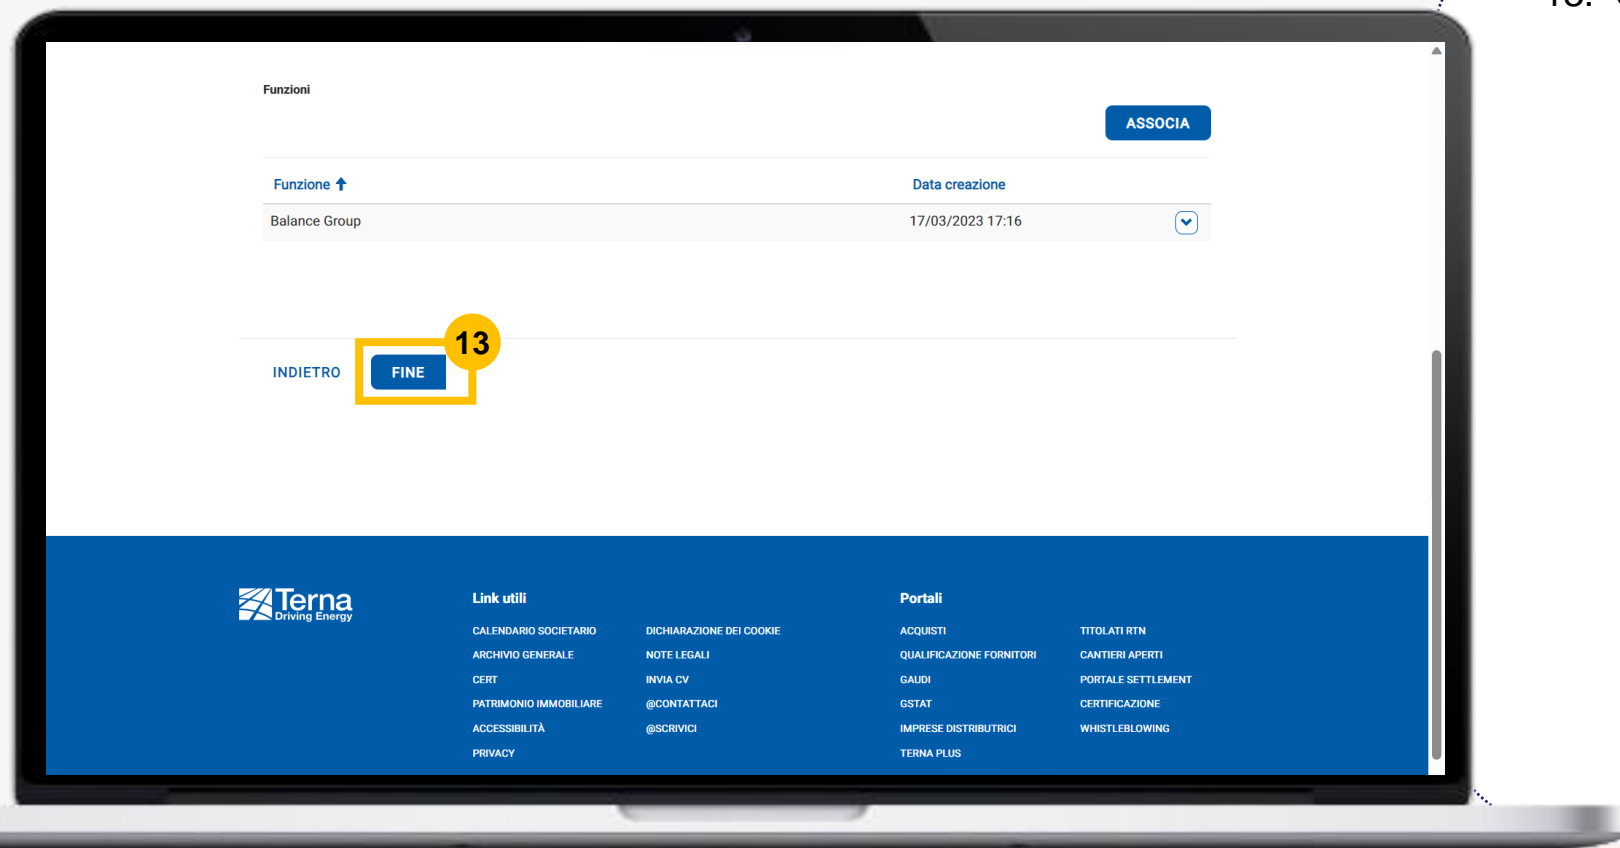 Funzioni
ASSOCIA
Funzione Data creazione
Balance Group 17/03/2023 17:16
13
INDIETRO FINE
Terna
Driving Energy
Link utili
CALENDARIO SOCIETARIO DICHIARAZIONE DEI COOKIE
ARCHIVIO GENERALE NOTE LEGALI
CERT INVIA CV
PATRIMONIO IMMOBILIARE @CONTATTACI
ACCESSIBILITÀ @SCRIVICI
PRIVACY
Portali
ACQUISTI TITOLATI RTN
QUALIFICAZIONE FORNITORI CANTIERI APERTI
GAUDI PORTALE SETTLEMENT
GSTAT CERTIFICAZIONE
IMPRESE DISTRIBUTRICI WHISTLEBLOWING
TERNA PLUS